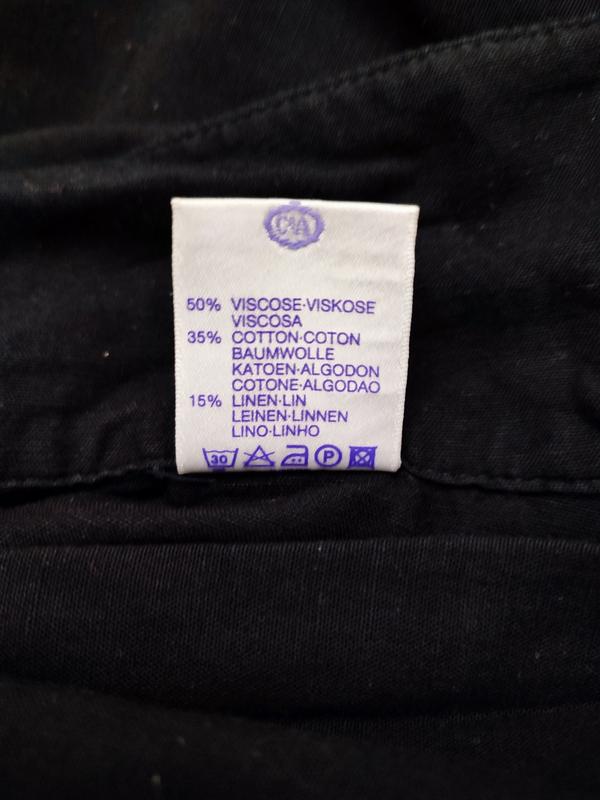 C&A
50% VISCOSE·VISKOSE
VISCOSA
35% COTTON·COTON
BAUMWOLLE
KATOEN·ALGODON
COTONE·ALGODAO
15% LINEN·LIN
LEINEN·LINNEN
LINO·LINHO
30 P